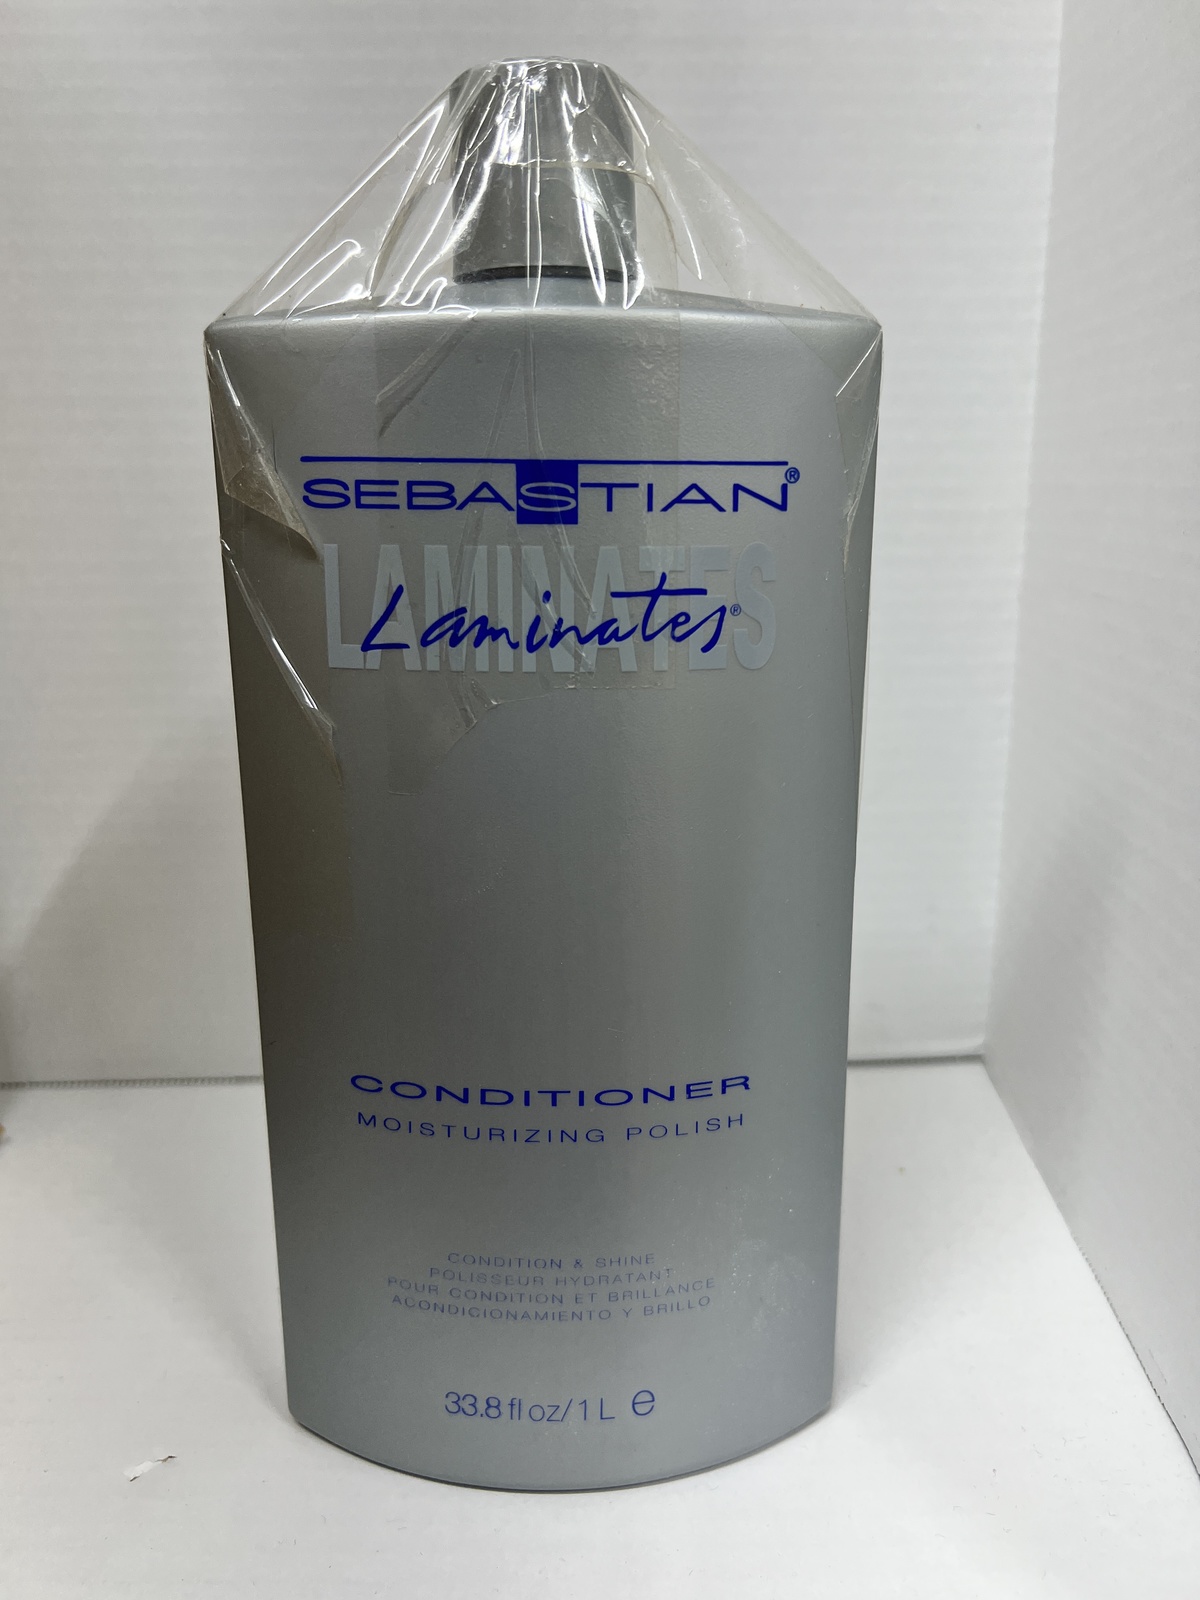 SEBASTIAN®
LAMINATES
Laminates®
CONDITIONER
MOISTURIZING POLISH
CONDITION & SHINE
POLISSEUR HYDRATANT
POUR CONDITION ET BRILLANCE
ACONDICIONAMIENTO Y BRILLO
33.8 fl oz/1 L e